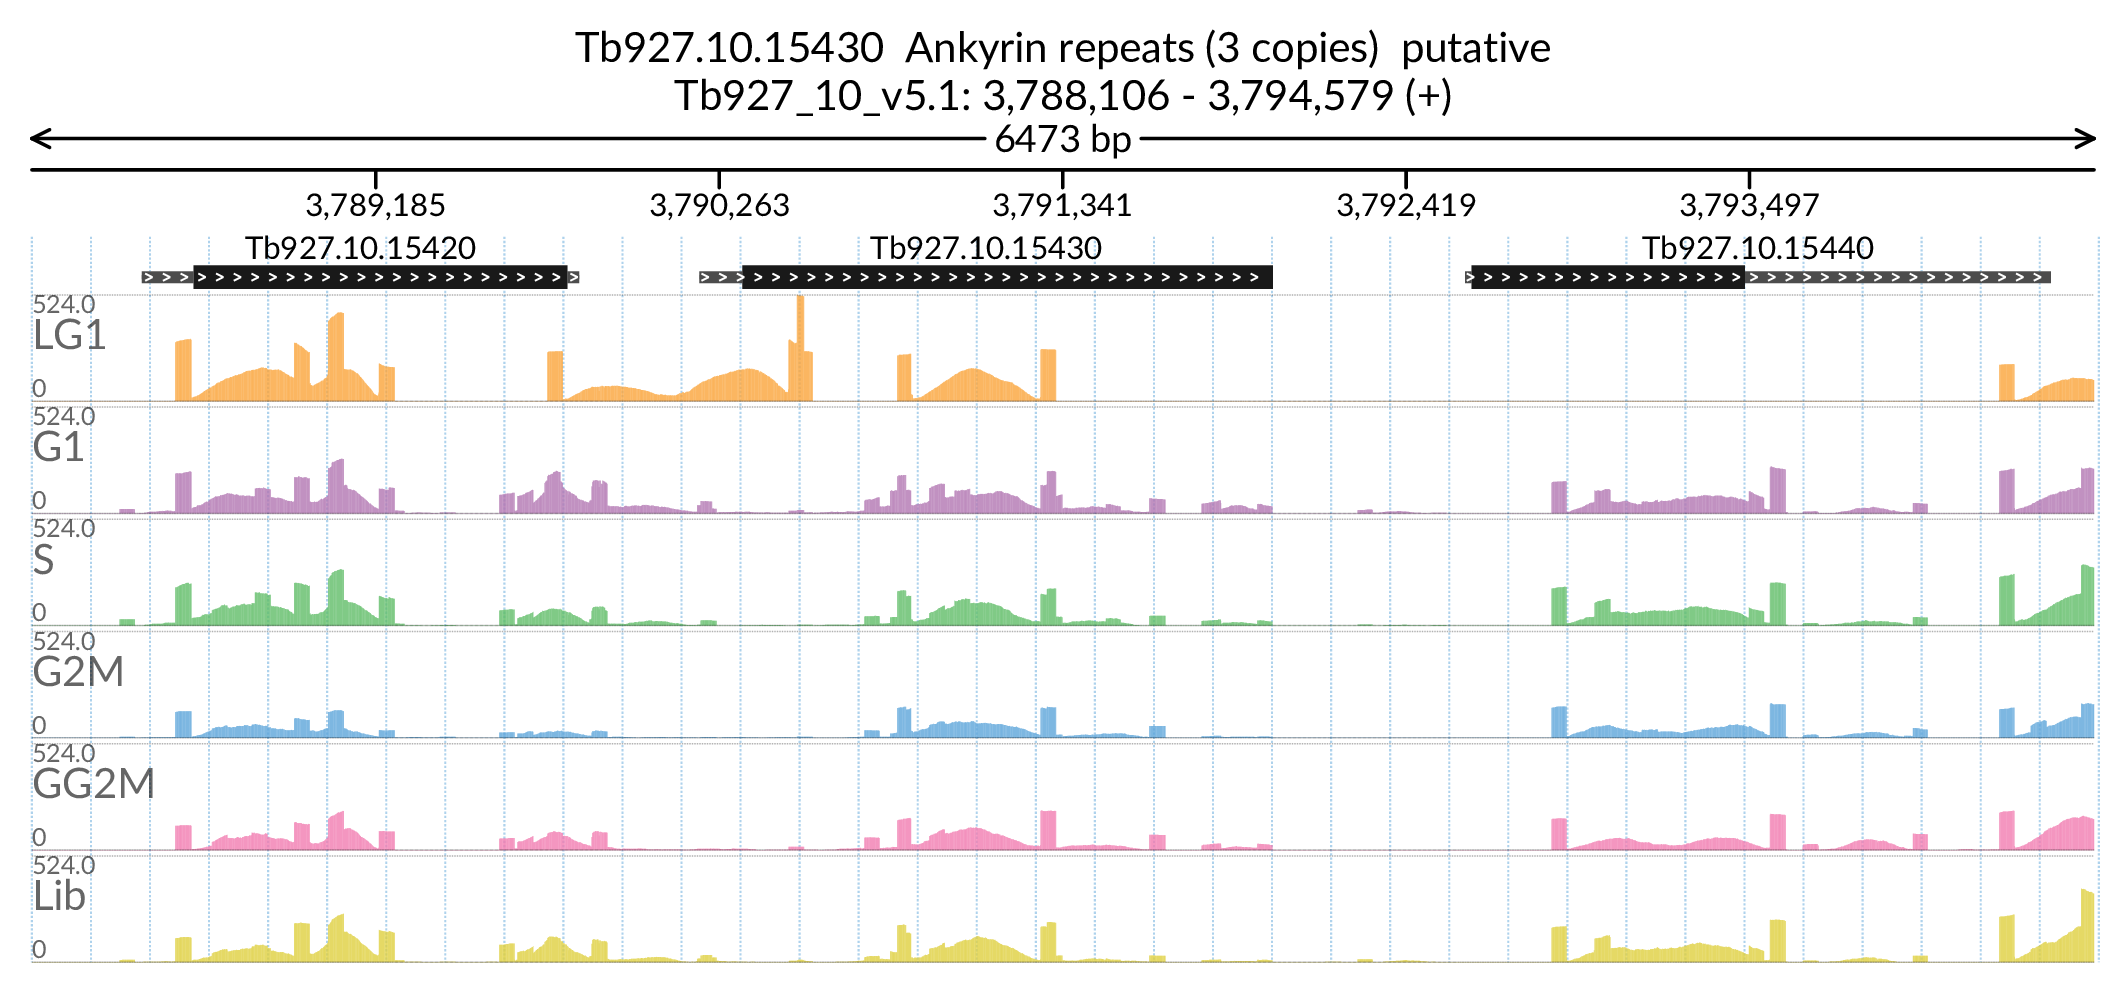 Tb927.10.15430  Ankyrin repeats (3 copies)  putative
Tb927_10_v5.1: 3,788,106 - 3,794,579 (+)
6473 bp
3,789,185 3,790,263 3,791,341 3,792,419 3,793,497
Tb927.10.15420 Tb927.10.15430 Tb927.10.15440
524.0
LG1
0
524.0
G1
0
524.0
S
0
524.0
G2M
0
524.0
GG2M
0
524.0
Lib
0